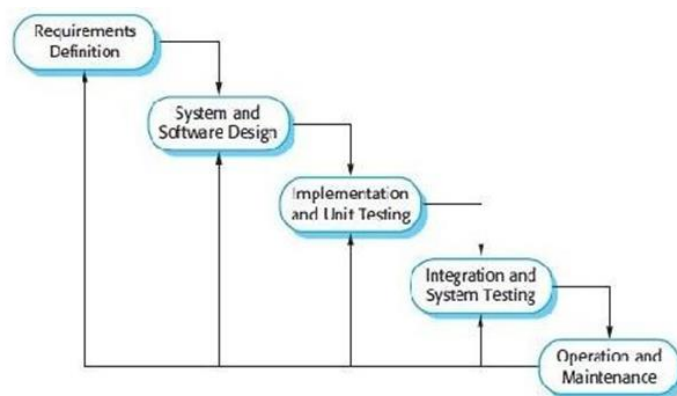 Requirements
Definition
System and
Software Design
Implementation
and Unit Testing
Integration and
System Testing
Operation and
Maintenance